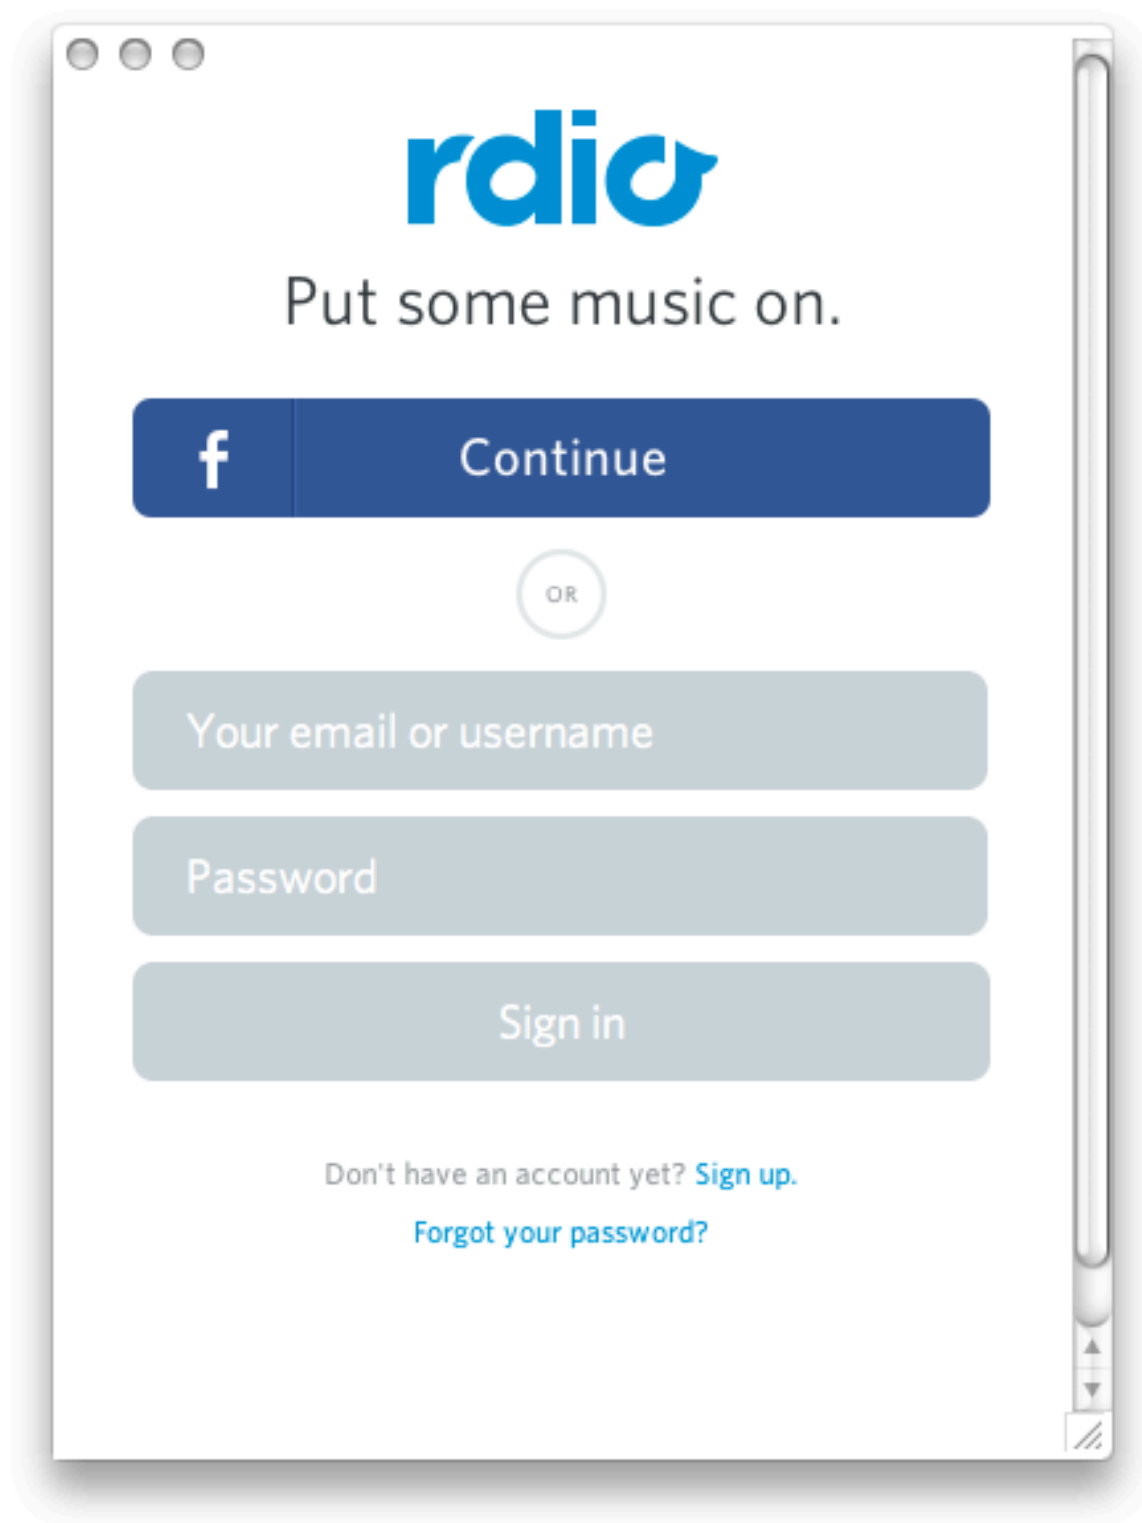 rdio
Put some music on.
f Continue
OR
Your email or username
Password
Sign in
Don't have an account yet? Sign up.
Forgot your password?